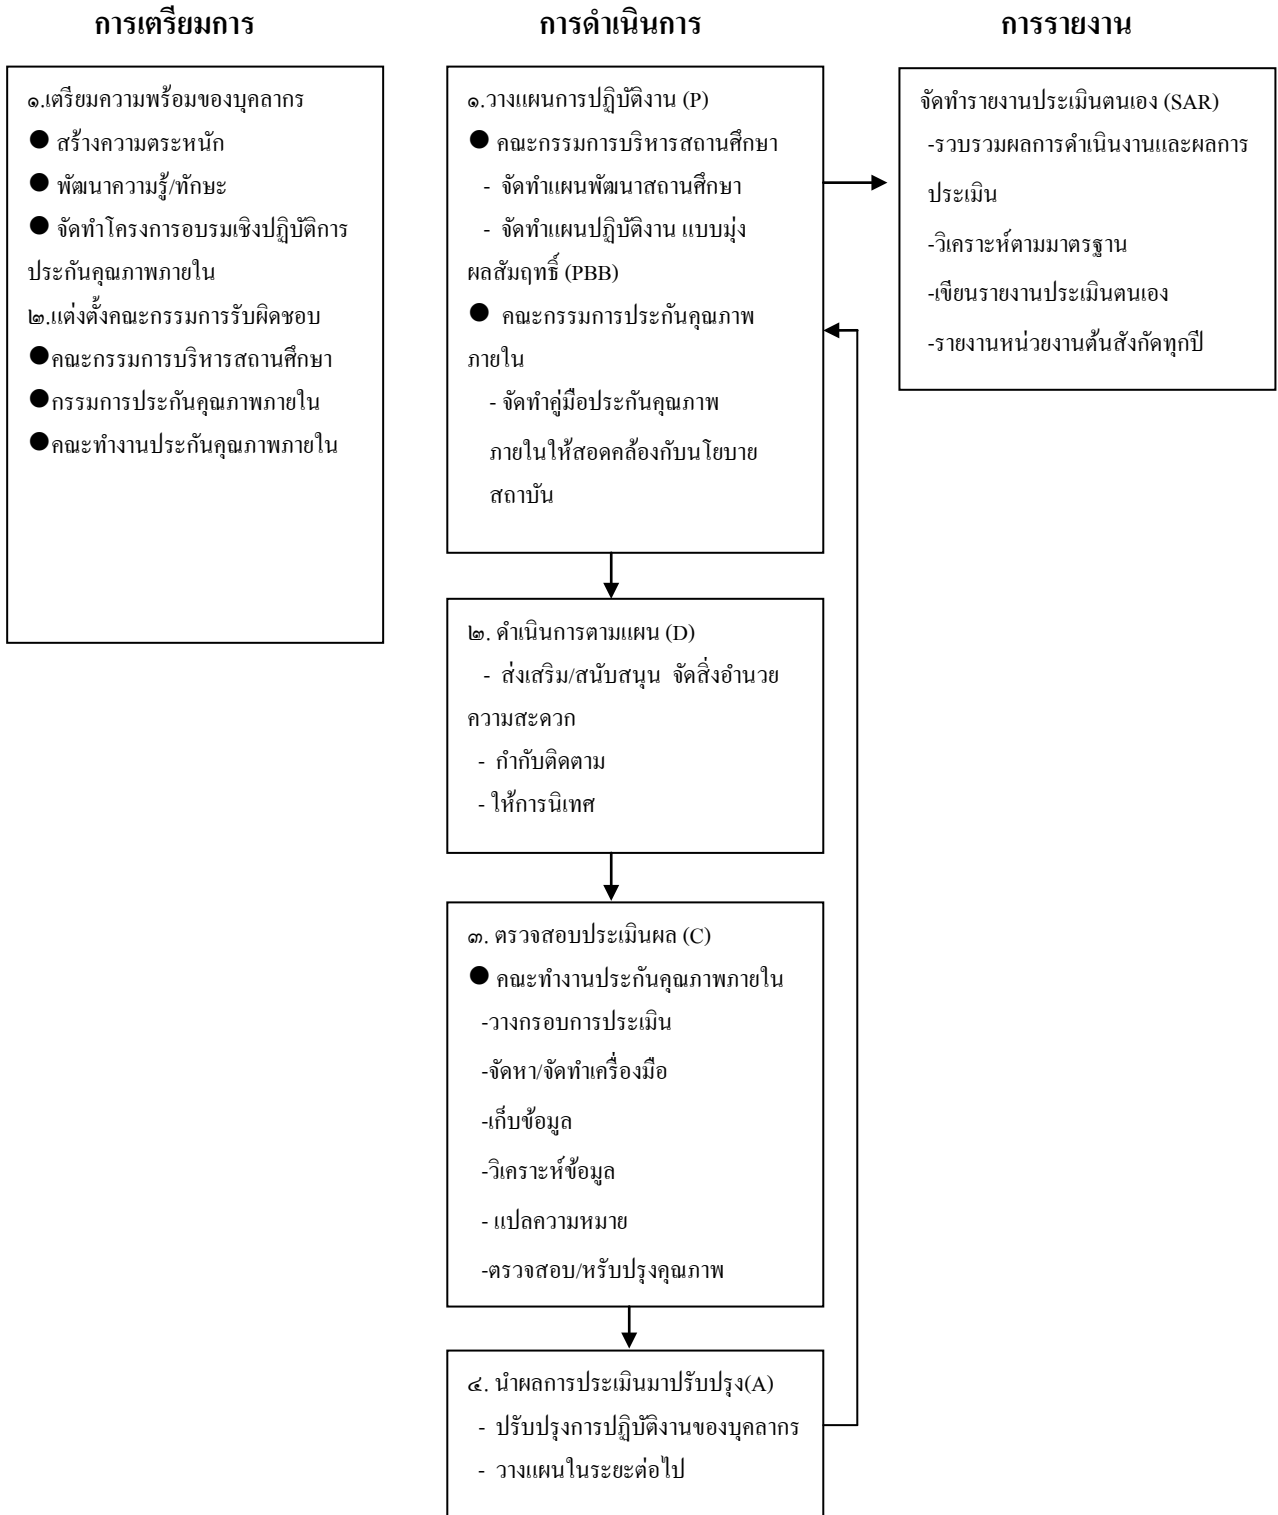 การเตรียมการ
๑.เตรียมความพร้อมของบุคลากร
● สร้างความตระหนัก
● พัฒนาความรู้/ทักษะ
● จัดทำโครงการอบรมเชิงปฏิบัติการ
ประกันคุณภาพภายใน
๒.แต่งตั้งคณะกรรมการรับผิดชอบ
●คณะกรรมการบริหารสถานศึกษา
●กรรมการประกันคุณภาพภายใน
●คณะทำงานประกันคุณภาพภายใน
การดำเนินการ
๑.วางแผนการปฏิบัติงาน (P)
● คณะกรรมการบริหารสถานศึกษา
- จัดทำแผนพัฒนาสถานศึกษา
- จัดทำแผนปฏิบัติงาน แบบมุ่ง
ผลสัมฤทธิ์ (PBB)
● คณะกรรมการประกันคุณภาพ
ภายใน
- จัดทำคู่มือประกันคุณภาพ
ภายในให้สอดคล้องกับนโยบาย
สถาบัน
๒. ดำเนินการตามแผน (D)
- ส่งเสริม/สนับสนุน จัดสิ่งอำนวย
ความสะดวก
- กำกับติดตาม
- ให้การนิเทศ
๓. ตรวจสอบประเมินผล (C)
● คณะทำงานประกันคุณภาพภายใน
-วางกรอบการประเมิน
-จัดหา/จัดทำเครื่องมือ
-เก็บข้อมูล
-วิเคราะห์ข้อมูล
- แปลความหมาย
-ตรวจสอบ/หรับปรุงคุณภาพ
๔. นำผลการประเมินมาปรับปรุง(A)
- ปรับปรุงการปฏิบัติงานของบุคลากร
- วางแผนในระยะต่อไป
การรายงาน
จัดทำรายงานประเมินตนเอง (SAR)
-รวบรวมผลการดำเนินงานและผลการ
ประเมิน
-วิเคราะห์ตามมาตรฐาน
-เขียนรายงานประเมินตนเอง
-รายงานหน่วยงานต้นสังกัดทุกปี